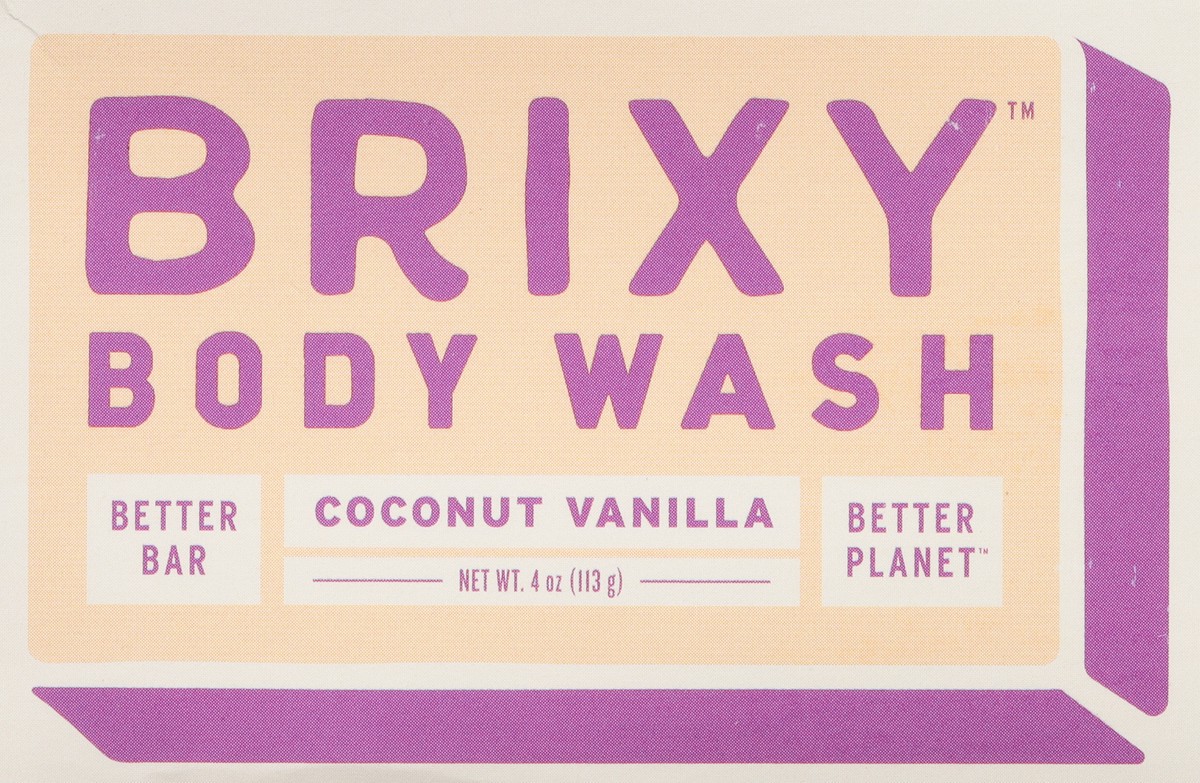 BRIXY™
BODY WASH
BETTER
BAR
COCONUT VANILLA
NET WT. 4 oz (113 g)
BETTER
PLANET™